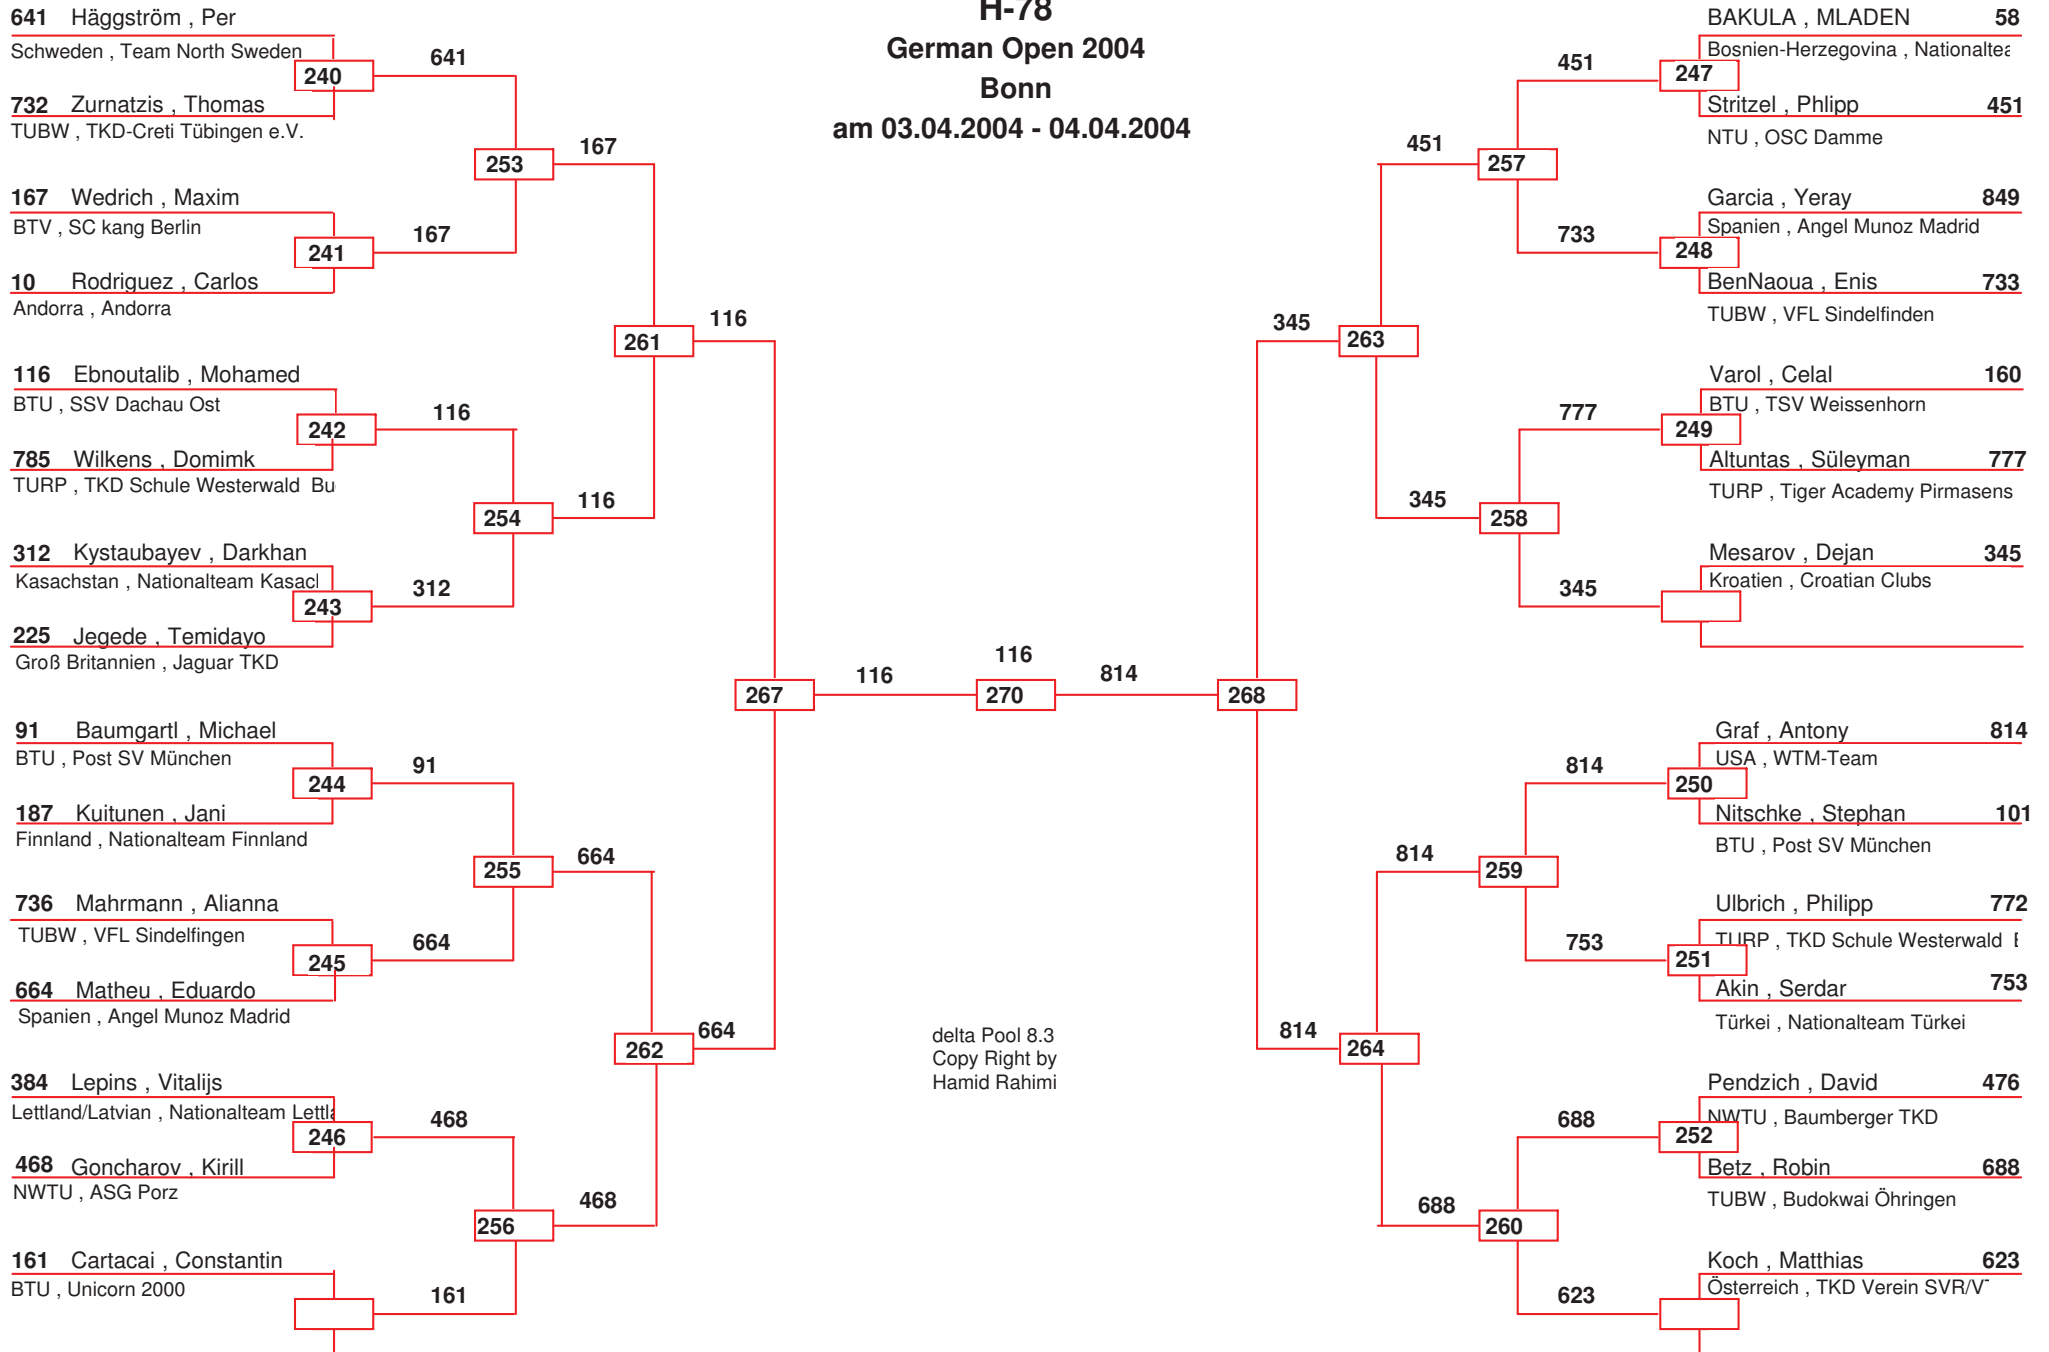 H-78
German Open 2004
Bonn
am 03.04.2004 - 04.04.2004
641 Häggström , Per
Schweden , Team North Sweden
240
641
732 Zurnatzis , Thomas
TUBW , TKD-Creti Tübingen e.V.
253
167
167 Wedrich , Maxim
BTV , SC kang Berlin
241
167
10 Rodriguez , Carlos
Andorra , Andorra
261
116
116 Ebnoutalib , Mohamed
BTU , SSV Dachau Ost
242
116
785 Wilkens , Domimk
TURP , TKD Schule Westerwald Bu
254
116
312 Kystaubayev , Darkhan
Kasachstan , Nationalteam Kasacl
243
312
225 Jegede , Temidayo
Groß Britannien , Jaguar TKD
267
116
116
270
814
268
91 Baumgartl , Michael
BTU , Post SV München
244
91
187 Kuitunen , Jani
Finnland , Nationalteam Finnland
255
664
736 Mahrmann , Alianna
TUBW , VFL Sindelfingen
245
664
664 Matheu , Eduardo
Spanien , Angel Munoz Madrid
262
664
384 Lepins , Vitalijs
Lettland/Latvian , Nationalteam Lettla
246
468
468 Goncharov , Kirill
NWTU , ASG Porz
256
468
161 Cartacai , Constantin
BTU , Unicorn 2000
161
delta Pool 8.3
Copy Right by
Hamid Rahimi
BAKULA , MLADEN 58
Bosnien-Herzegovina , Nationaltea
451
247
Stritzel , Phlipp 451
NTU , OSC Damme
451
257
Garcia , Yeray 849
Spanien , Angel Munoz Madrid
733
248
BenNaoua , Enis 733
TUBW , VFL Sindelfinden
345
263
Varol , Celal 160
BTU , TSV Weissenhorn
777
249
Altuntas , Süleyman 777
TURP , Tiger Academy Pirmasens
345
258
Mesarov , Dejan 345
Kroatien , Croatian Clubs
345
Graf , Antony 814
USA , WTM-Team
814
250
Nitschke , Stephan 101
BTU , Post SV München
814
259
Ulbrich , Philipp 772
TURP , TKD Schule Westerwald
753
251
Akin , Serdar 753
Türkei , Nationalteam Türkei
814
264
Pendzich , David 476
NWTU , Baumberger TKD
688
252
Betz , Robin 688
TUBW , Budokwai Öhringen
688
260
Koch , Matthias 623
Österreich , TKD Verein SVR/V
623